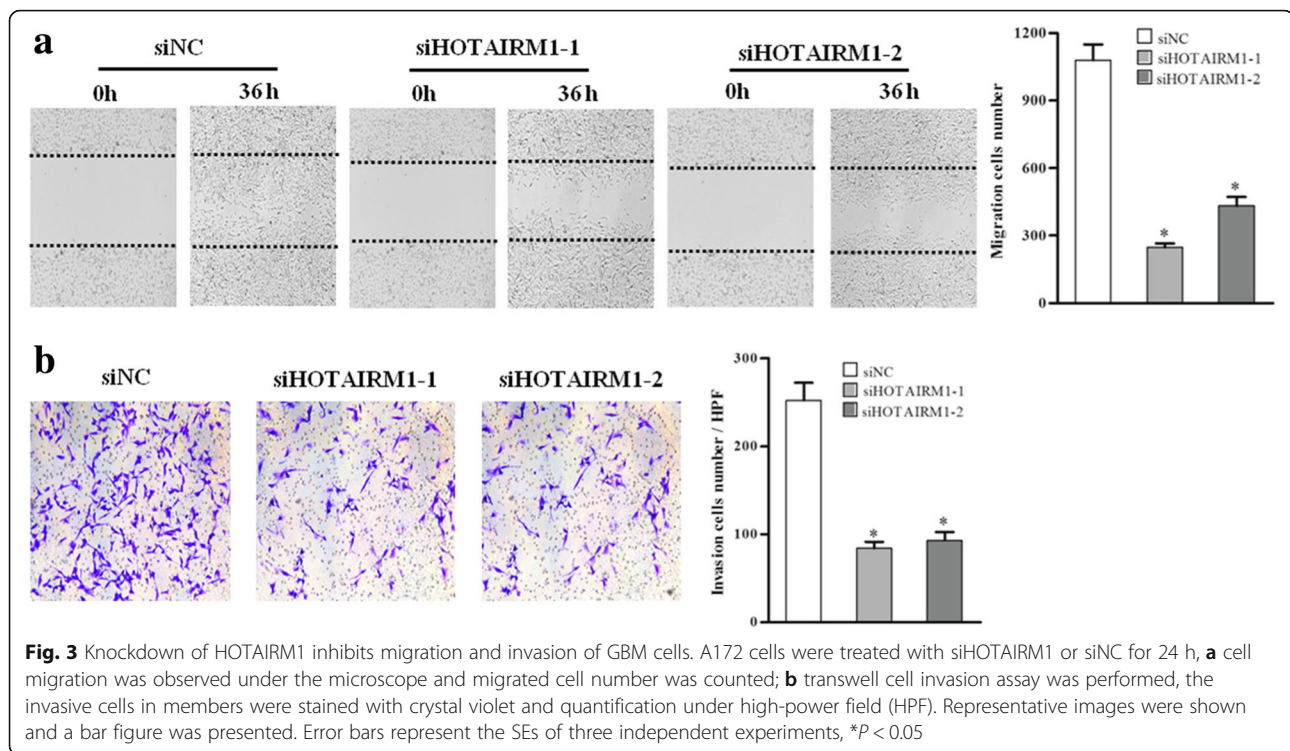 a
siNC
siHOTAIRM1-1
siHOTAIRM1-2
0h
36h
0h
36h
0h
36h
Migration cells number
1200
900
600
300
0
siNC
siHOTAIRM1-1
siHOTAIRM1-2
*
*
b
siNC
siHOTAIRM1-1
siHOTAIRM1-2
Invasion cells number / HPF
300
200
100
0
siNC
siHOTAIRM1-1
siHOTAIRM1-2
*
*
Fig. 3 Knockdown of HOTAIRM1 inhibits migration and invasion of GBM cells. A172 cells were treated with siHOTAIRM1 or siNC for 24 h, a cell
migration was observed under the microscope and migrated cell number was counted; b transwell cell invasion assay was performed, the
invasive cells in members were stained with crystal violet and quantification under high-power field (HPF). Representative images were shown
and a bar figure was presented. Error bars represent the SEs of three independent experiments, *P < 0.05